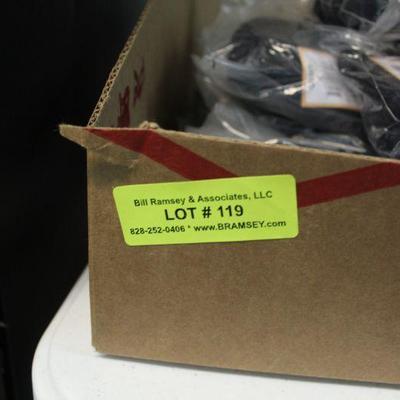 Bill Ramsey & Associates, LLC
LOT # 119
828-252-0406 * www.BRAMSEY.com